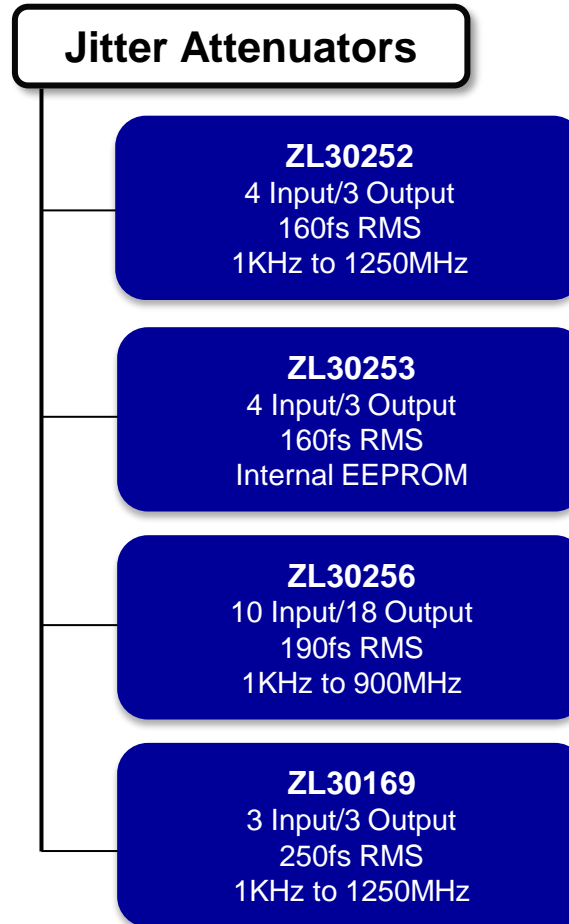 Jitter Attenuators
ZL30252
4 Input/3 Output
160fs RMS
1KHz to 1250MHz
ZL30253
4 Input/3 Output
160fs RMS
Internal EEPROM
ZL30256
10 Input/18 Output
190fs RMS
1KHz to 900MHz
ZL30169
3 Input/3 Output
250fs RMS
1KHz to 1250MHz